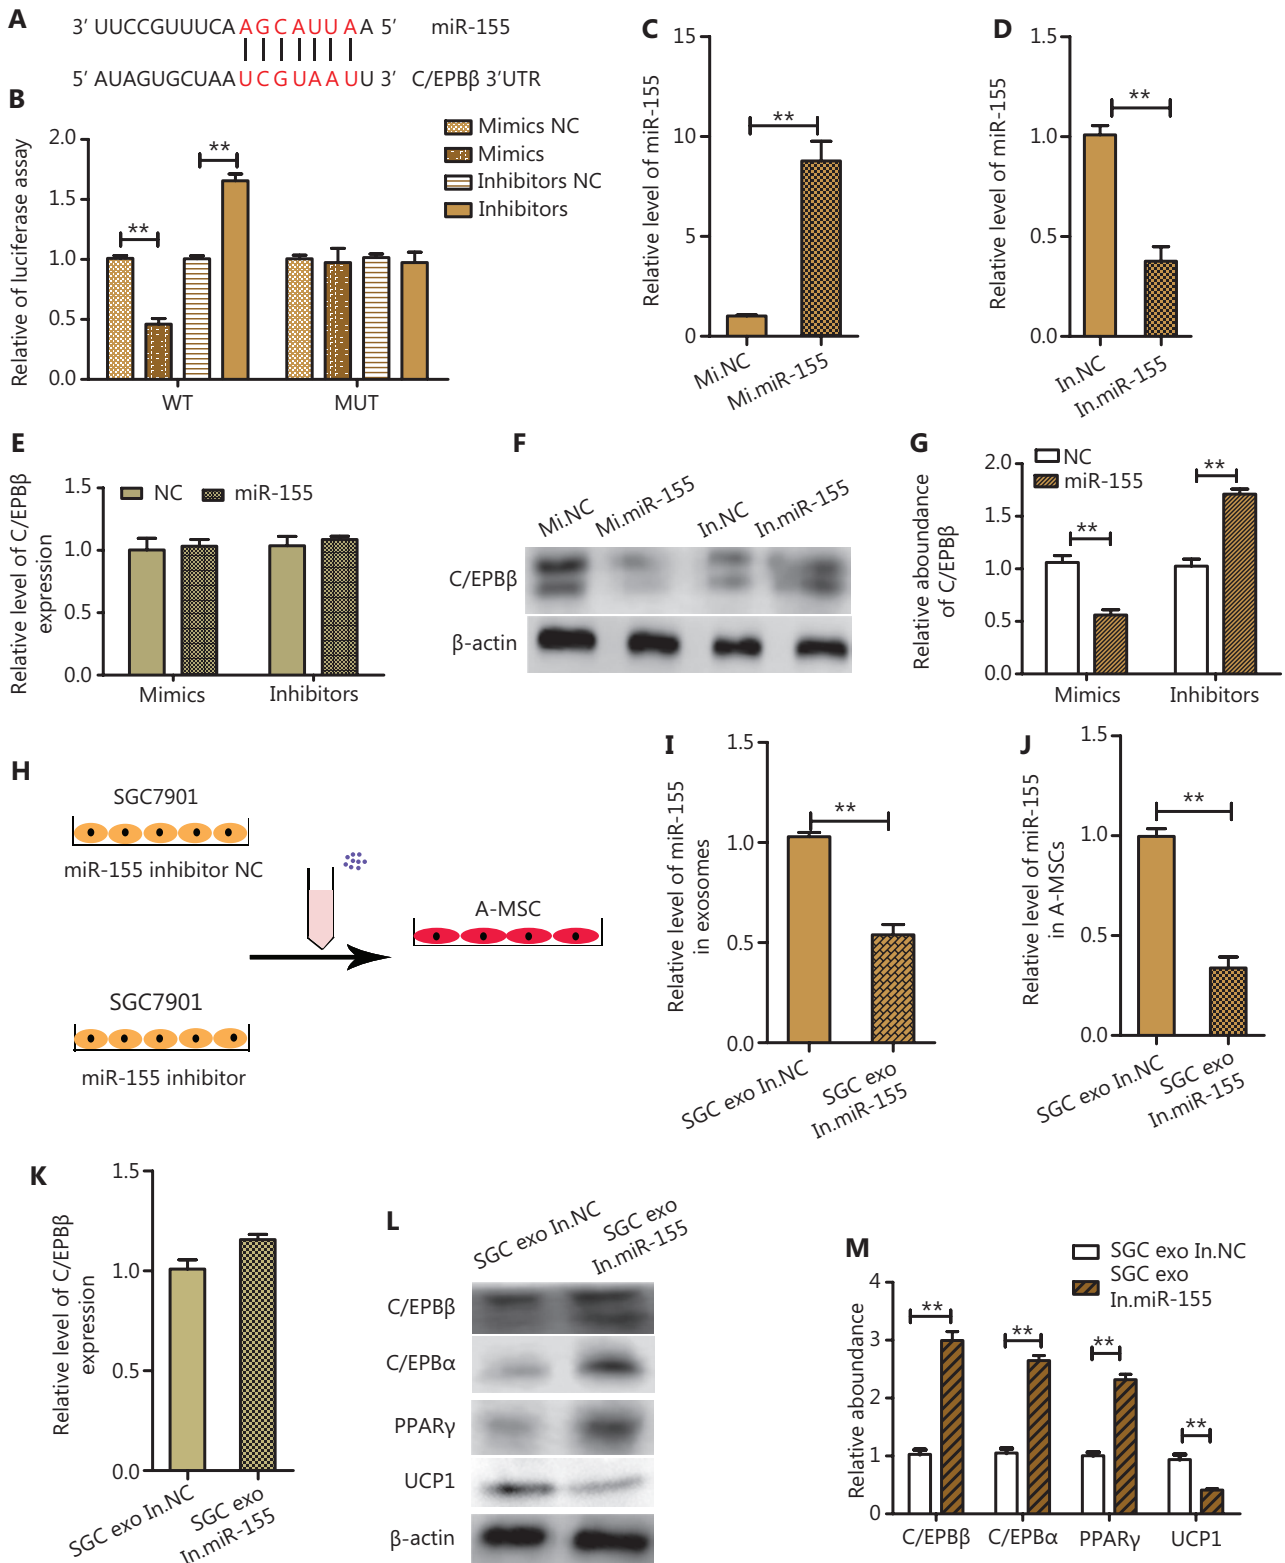 A
3′ UUCCGUUUCAAGCAUUAA 5′ miR-155
5′ AUAGUGCUAAUCGUAAUU 3′ C/EPBβ 3′UTR
B
Relative of luciferase assay
2.0
1.5
1.0
0.5
0.0
**
**
WT
MUT
Mimics NC
Mimics
Inhibitors NC
Inhibitors
C
Relative level of miR-155
15
10
5
0
**
Mi.NC
Mi.miR-155
D
Relative level of miR-155
1.5
1.0
0.5
0.0
**
In.NC
In.miR-155
E
Relative level of C/EPBβ
expression
1.5
1.0
0.5
0.0
NC
miR-155
Mimics
Inhibitors
F
Mi.NC
Mi.miR-155
In.NC
In.miR-155
C/EPBβ
β-actin
G
Relative aboundance
of C/EPBβ
2.0
1.5
1.0
0.5
0.0
NC
miR-155
**
**
Mimics
Inhibitors
H
SGC7901
miR-155 inhibitor NC
A-MSC
SGC7901
miR-155 inhibitor
I
Relative level of miR-155
in exosomes
1.5
1.0
0.5
0.0
**
SGC exo In.NC
SGC exo
In.miR-155
J
Relative level of miR-155
in A-MSCs
1.5
1.0
0.5
0.0
**
SGC exo In.NC
SGC exo
In.miR-155
K
Relative level of C/EPBβ
expression
1.5
1.0
0.5
0.0
SGC exo In.NC
SGC exo
In.miR-155
L
SGC exo In.NC
SGC exo
In.miR-155
C/EPBβ
C/EPBα
PPARγ
UCP1
β-actin
M
SGC exo In.NC
SGC exo
In.miR-155
Relative aboundance
4
3
2
1
0
**
**
**
**
C/EPBβ
C/EPBα
PPARγ
UCP1